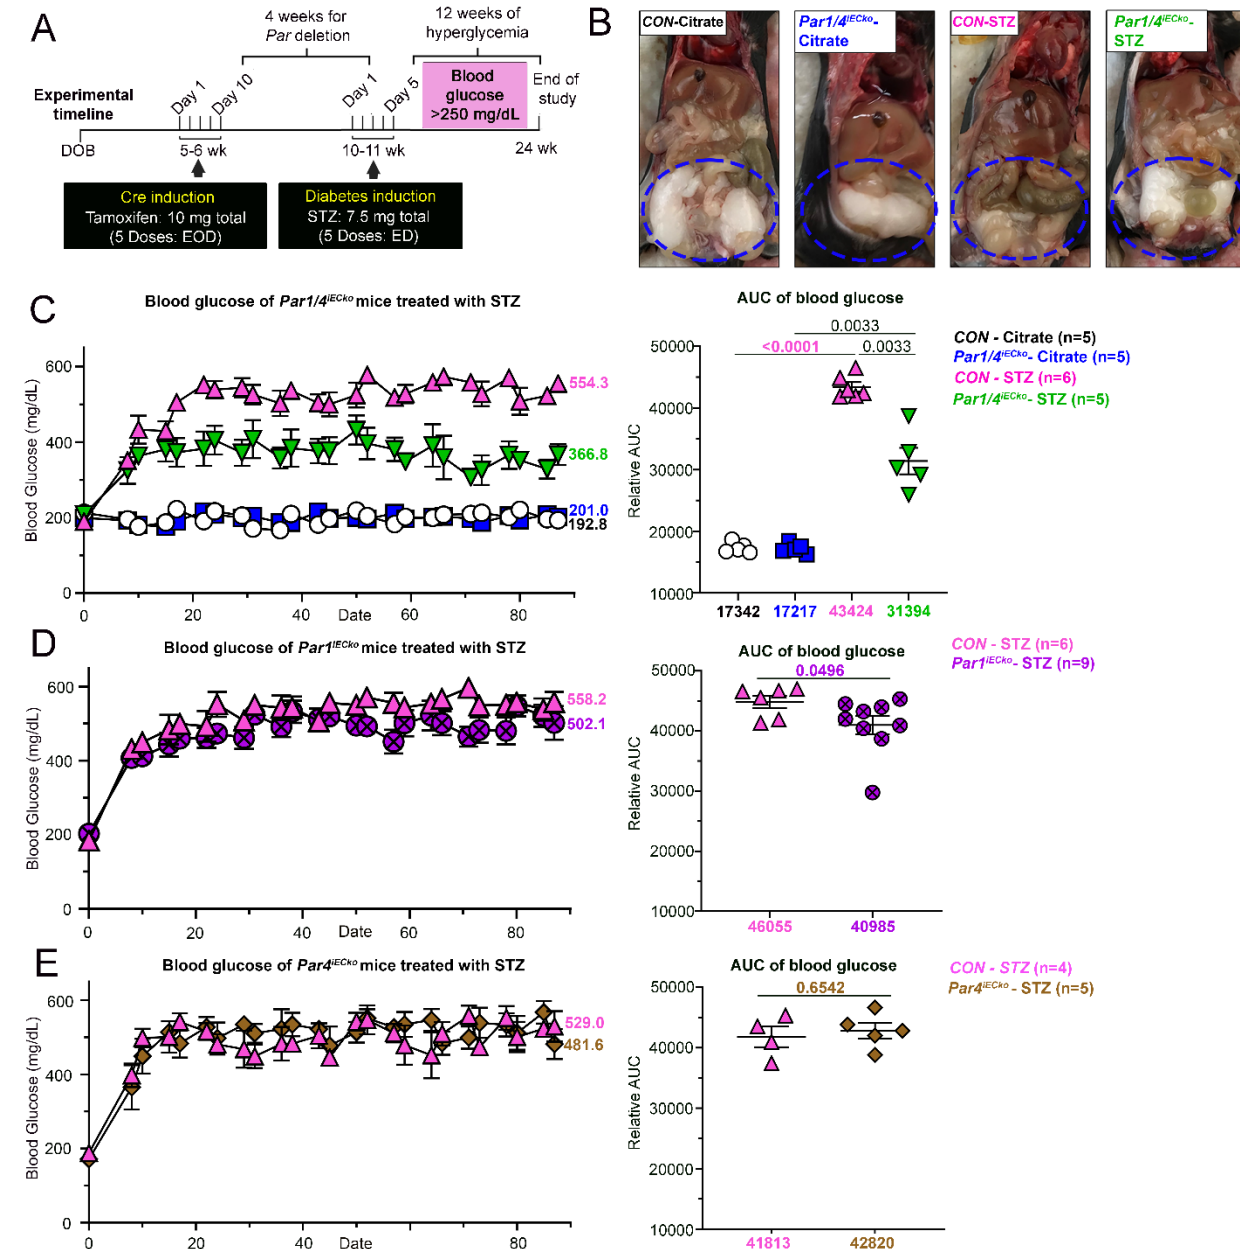 A
4 weeks for
Par deletion
12 weeks of
hyperglycemia
Experimental
timeline
Day 1
Day 10
Day 1
Day 5
Blood
glucose
>250 mg/dL
End of
study
DOB
5-6 wk
10-11 wk
24 wk
Cre induction
Tamoxifen: 10 mg total
(5 Doses: EOD)
Diabetes induction
STZ: 7.5 mg total
(5 Doses: ED)
B
CON-Citrate
Par1/4iECko-
Citrate
CON-STZ
Par1/4iECko-
STZ
C
Blood glucose of Par1/4iECko mice treated with STZ
Blood Glucose (mg/dL)
600
400
200
0
554.3
366.8
201.0
192.8
0
20
Date
40
60
80
AUC of blood glucose
0.0033
<0.0001
0.0033
Relative AUC
50000
40000
30000
20000
10000
17342
17217
43424
31394
CON - Citrate (n=5)
Par1/4iECko- Citrate (n=5)
CON - STZ (n=6)
Par1/4iECko- STZ (n=5)
D
Blood glucose of Par1iECko mice treated with STZ
Blood Glucose (mg/dL)
600
400
200
0
558.2
502.1
0
20
40
Date
60
80
AUC of blood glucose
0.0496
Relative AUC
50000
40000
30000
20000
10000
46055
40985
CON - STZ (n=6)
Par1iECko- STZ (n=9)
E
Blood glucose of Par4iECko mice treated with STZ
Blood Glucose (mg/dL)
600
400
200
0
529.0
481.6
0
20
40
Date
60
80
AUC of blood glucose
0.6542
Relative AUC
50000
40000
30000
20000
10000
41813
42820
CON - STZ (n=4)
Par4iECko - STZ (n=5)